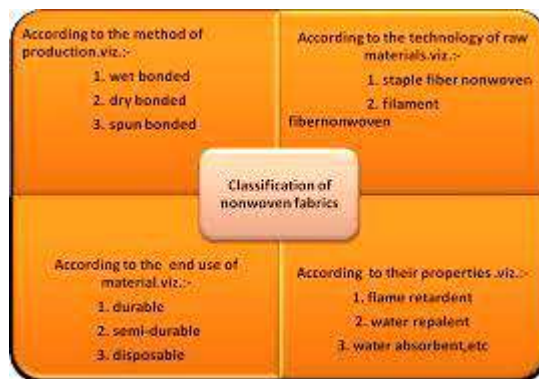 According to the method of
production.viz.:-
1. wet bonded
2. dry bonded
3. spun bonded
According to the technology of raw
materials.viz.:-
1. staple fiber nonwoven
2. filament
fibernonwoven
Classification of
nonwoven fabrics
According to the end use of
material.viz.:-
1. durable
2. semi-durable
3. disposable
According to their properties .viz.:-
1. flame retardent
2. water repalent
3. water absorbent,etc